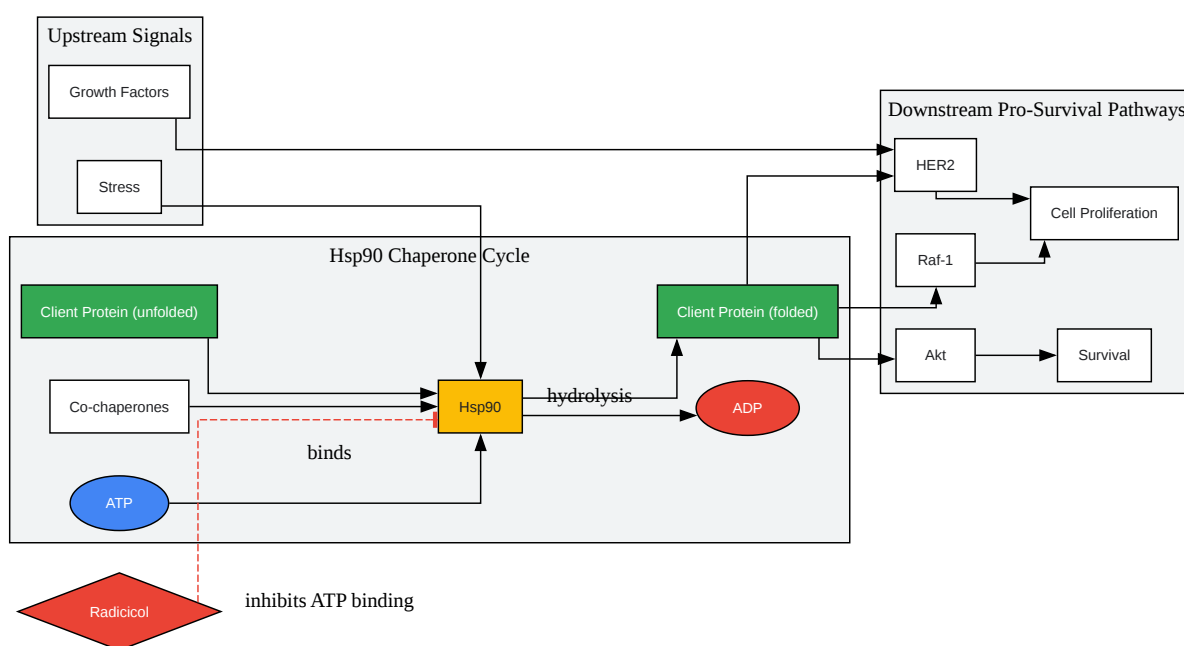 Upstream Signals
Growth Factors
Stress
Downstream Pro-Survival Pathways
HER2
Cell Proliferation
Raf-1
Akt
Survival
Hsp90 Chaperone Cycle
Client Protein (unfolded)
Client Protein (folded)
Co-chaperones
Hsp90
hydrolysis
ADP
binds
ATP
Radicicol
inhibits ATP binding